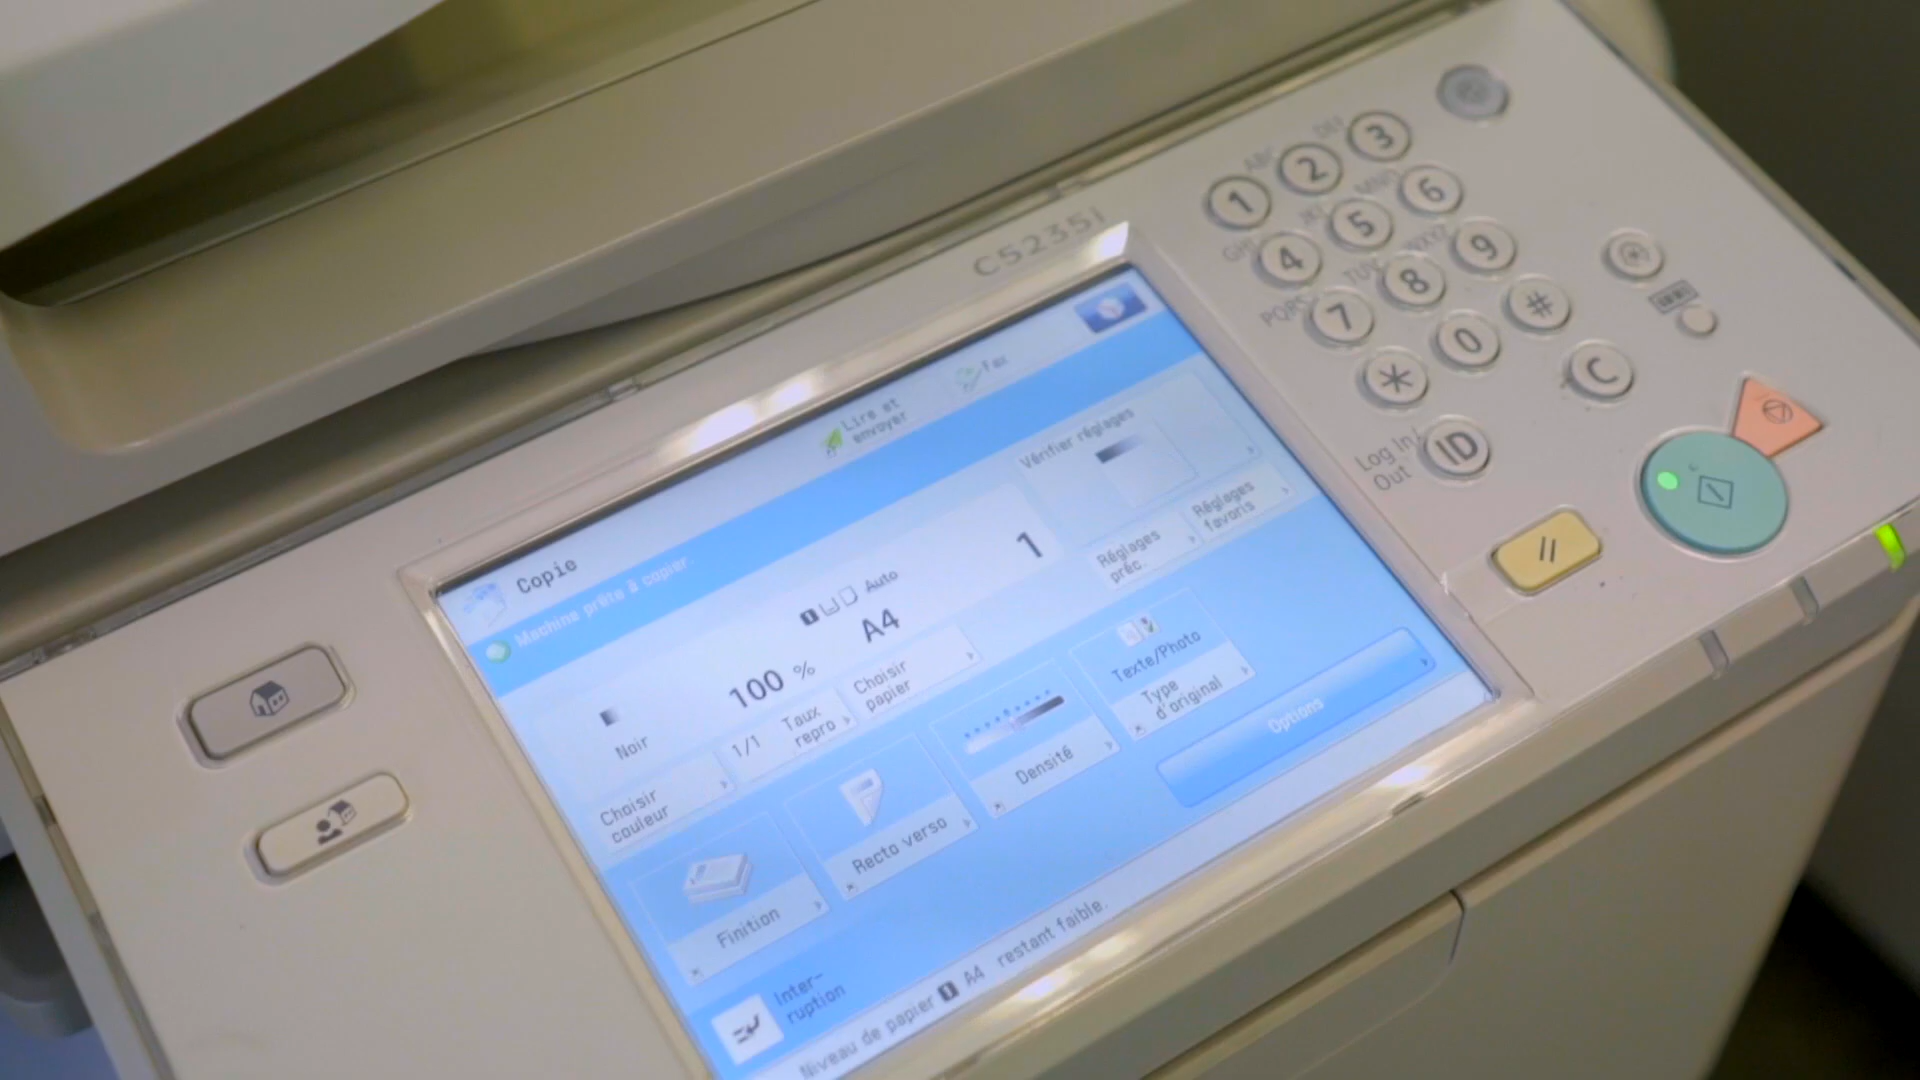 C5235i
Lire et
envoyer
Fax
Copie
Machine prête à copier.
Vérifier réglages
1
Auto
A4
100 %
Noir
Réglages
préc.
Réglages
favoris
Choisir
couleur
1/1
Taux
repro
Choisir
papier
Texte/Photo
Type
d'original
Densité
Recto verso
Finition
Options
Inter-
ruption
Niveau de papier 1 A4 restant faible.
1
ABC
2
DEF
3
GHI
4
JKL
5
MNO
6
PQRS
7
TUV
8
WXYZ
9
*
0
#
C
Log In/
Out
ID